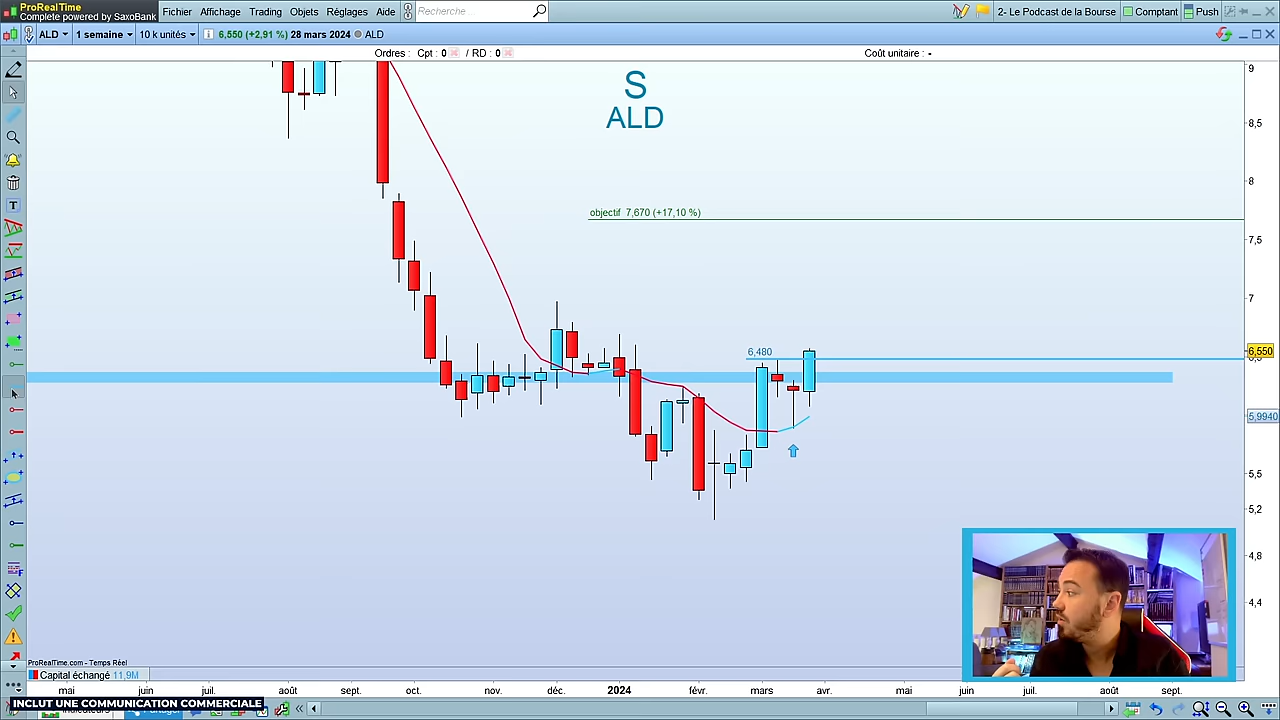 ProRealTime
Complete powered by SaxoBank
Fichier Affichage Trading Objets Réglages Aide
Recherche
2- Le Podcast de la Bourse
Comptant
Push
ALD
1 semaine
10 k unités
6,550 (+2,91 %) 28 mars 2024
ALD
Ordres : Cpt : 0 / RD : 0
Coût unitaire : -
S
ALD
objectif 7,670 (+17,10 %)
6,480
9
8,5
8
7,5
7
6,550
5,9940
5,5
5,2
4,8
4,4
ProRealTime.com - Temps Réel
Capital échangé 11,9M
mai juin juil. août sept. oct. nov. déc. 2024 févr. mars avr. mai juin juil. août sept.
INCLUT UNE COMMUNICATION COMMERCIALE